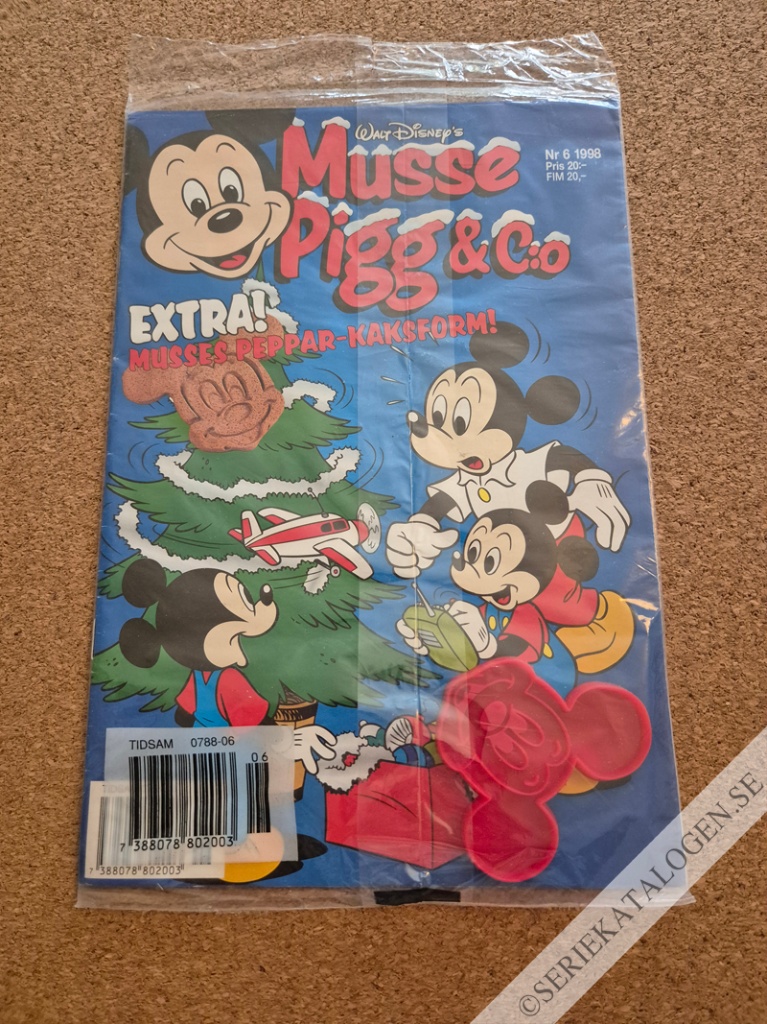 Walt Disney's
Musse
Pigg & C:o
Nr 6 1998
Pris 20:-
FIM 20,-
EXTRA!
MUSSES PEPPAR-KAKSFORM!
TIDSAM 0788-06
06
7 388078 802003
7 388078 802003
©SERIEKATALOGEN.SE